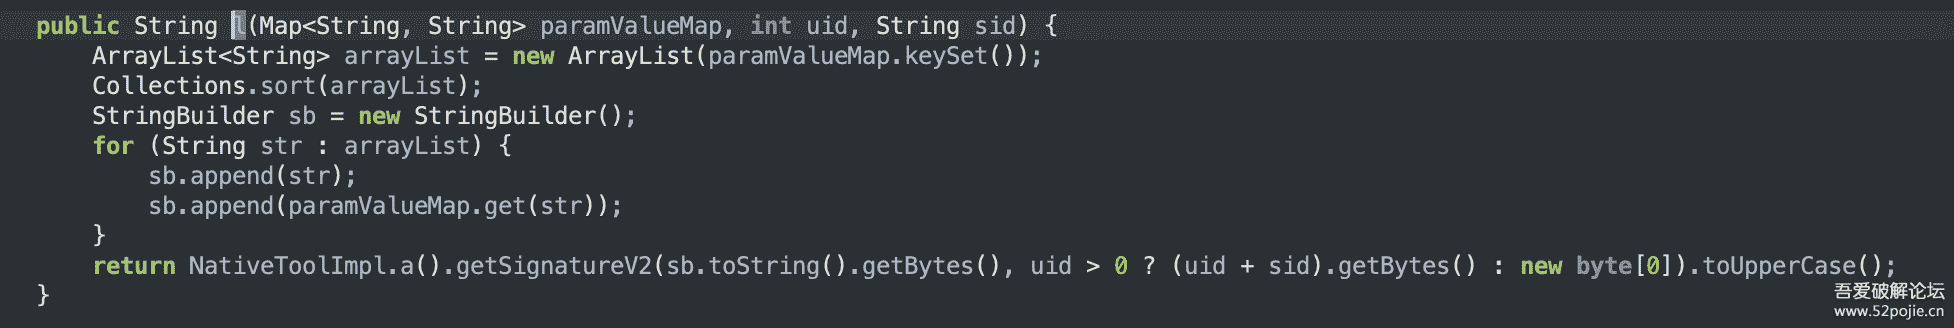 public String l(Map<String, String> paramValueMap, int uid, String sid) {
    ArrayList<String> arrayList = new ArrayList(paramValueMap.keySet());
    Collections.sort(arrayList);
    StringBuilder sb = new StringBuilder();
    for (String str : arrayList) {
        sb.append(str);
        sb.append(paramValueMap.get(str));
    }
    return NativeToolImpl.a().getSignatureV2(sb.toString().getBytes(), uid > 0 ? (uid + sid).getBytes() : new byte[0]).toUpperCase();
}
吾爱破解论坛
www.52pojie.cn